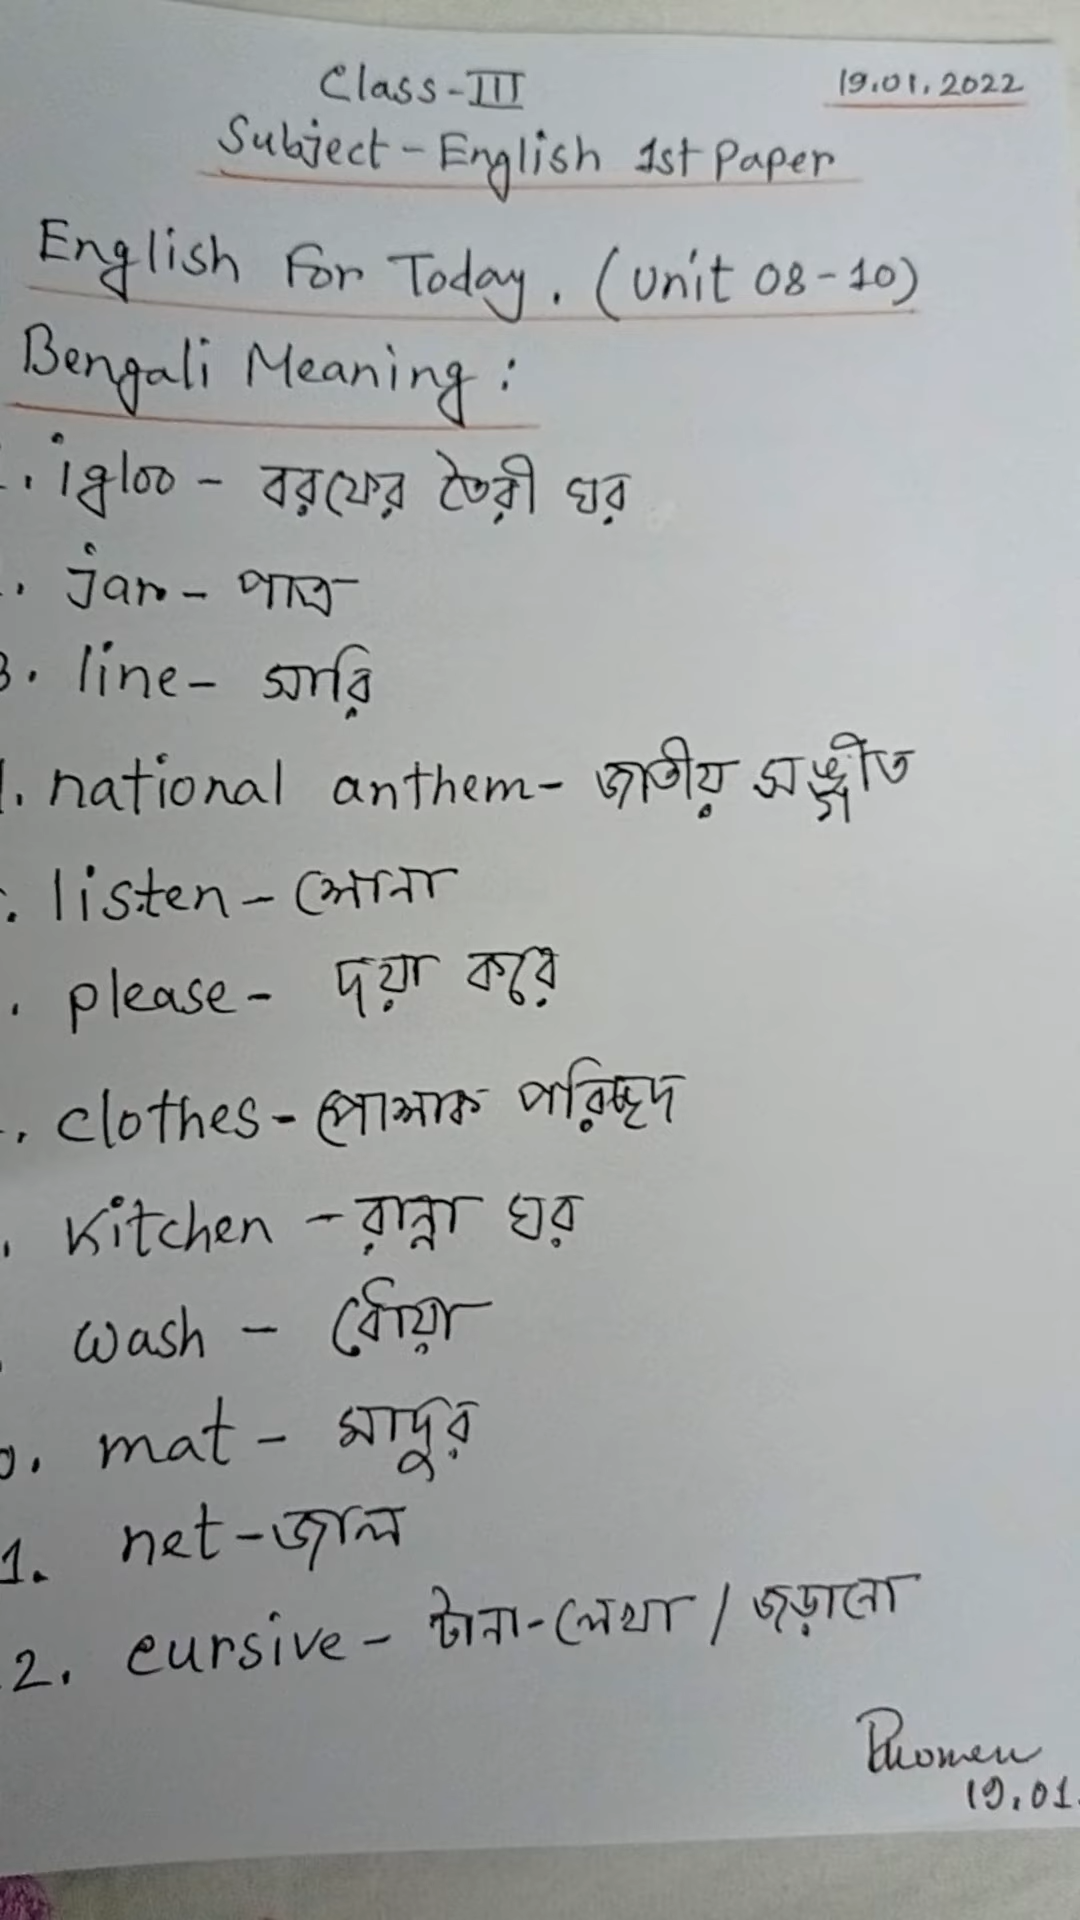 Class-III
19.01.2022
Subject-English 1st Paper
English For Today. (Unit 08-10)
Bengali Meaning:
. igloo - বরফের তৈরী ঘর
. jar - পাত্র
3. line - সারি
. national anthem - জাতীয় সঙ্গীত
. listen - শোনা
. please - দয়া করে
. clothes - পোশাক পরিচ্ছদ
. Kitchen - রান্না ঘর
wash - ধোঁয়া
0. mat - মাদুর
1. net - জাল
2. cursive - টানা-লেখা / জড়ানো
19.01.